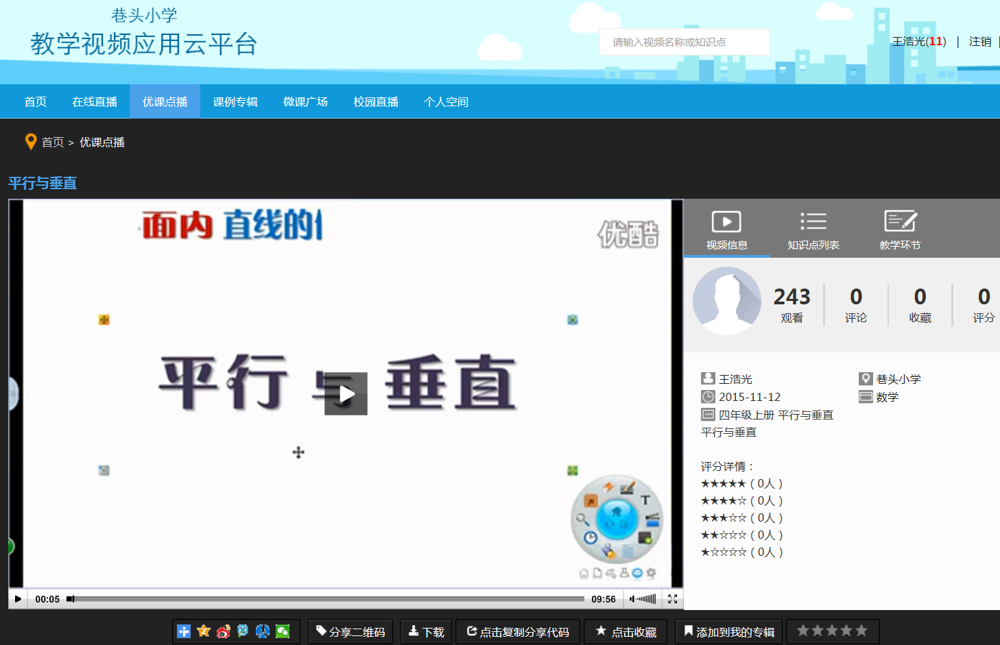 巷头小学
教学视频应用云平台
请输入视频名称或知识点
王浩光(11) | 注销 |
首页 在线直播 优课点播 课例专辑 微课广场 校园直播 个人空间
首页 > 优课点播
平行与垂直
面内 直线的
优酷
平行与垂直
T
00:05
09:56
视频信息 知识点列表 教学环节
243 0 0 0
观看 评论 收藏 评分
王浩光 巷头小学
2015-11-12 数学
四年级上册 平行与垂直
平行与垂直
评分详情：
★★★★★ ( 0人 )
★★★★☆ ( 0人 )
★★★☆☆ ( 0人 )
★★☆☆☆ ( 0人 )
★☆☆☆☆ ( 0人 )
分享二维码 下载 点击复制分享代码 点击收藏 添加到我的专辑